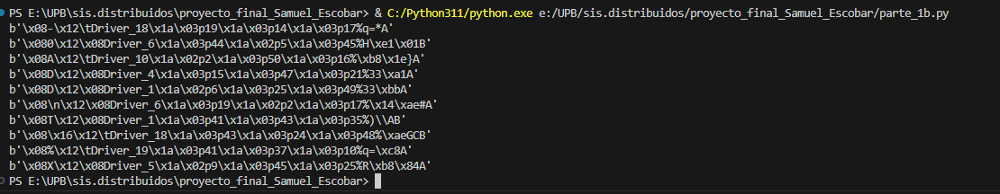 PS E:\UPB\sis.distribuidos\proyecto_final_Samuel_Escobar> & C:/Python311/python.exe e:/UPB/sis.distribuidos/proyecto_final_Samuel_Escobar/parte_1b.py
b'\x08-\x12\tDriver_18\x1a\x03p19\x1a\x03p14\x1a\x03p17%q=*A'
b'\x080\x12\x08Driver_6\x1a\x03p44\x1a\x02p5\x1a\x03p45%H\xe1\x01B'
b'\x08A\x12\tDriver_10\x1a\x02p2\x1a\x03p50\x1a\x03p16%\xb8\x1e}A'
b'\x08D\x12\x08Driver_4\x1a\x03p15\x1a\x03p47\x1a\x03p21%33\xa1A'
b'\x08D\x12\x08Driver_1\x1a\x02p6\x1a\x03p25\x1a\x03p49%33\xbbA'
b'\x08\n\x12\x08Driver_6\x1a\x03p19\x1a\x02p2\x1a\x03p17%\x14\xae#A'
b'\x08T\x12\x08Driver_1\x1a\x03p41\x1a\x03p43\x1a\x03p35%)\\AB'
b'\x08\x16\x12\tDriver_18\x1a\x03p43\x1a\x03p24\x1a\x03p48%\xaeGCB'
b'\x08%\x12\tDriver_19\x1a\x03p41\x1a\x03p37\x1a\x03p10%q=\xc8A'
b'\x08X\x12\x08Driver_5\x1a\x02p9\x1a\x03p45\x1a\x03p25%R\xb8\x84A'
PS E:\UPB\sis.distribuidos\proyecto_final_Samuel_Escobar>